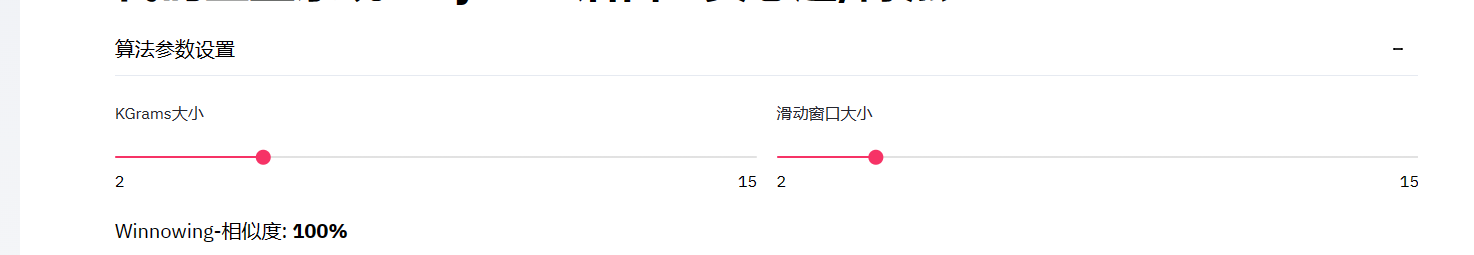 算法参数设置
KGrams大小
滑动窗口大小
2
15
2
15
Winnowing-相似度: 100%